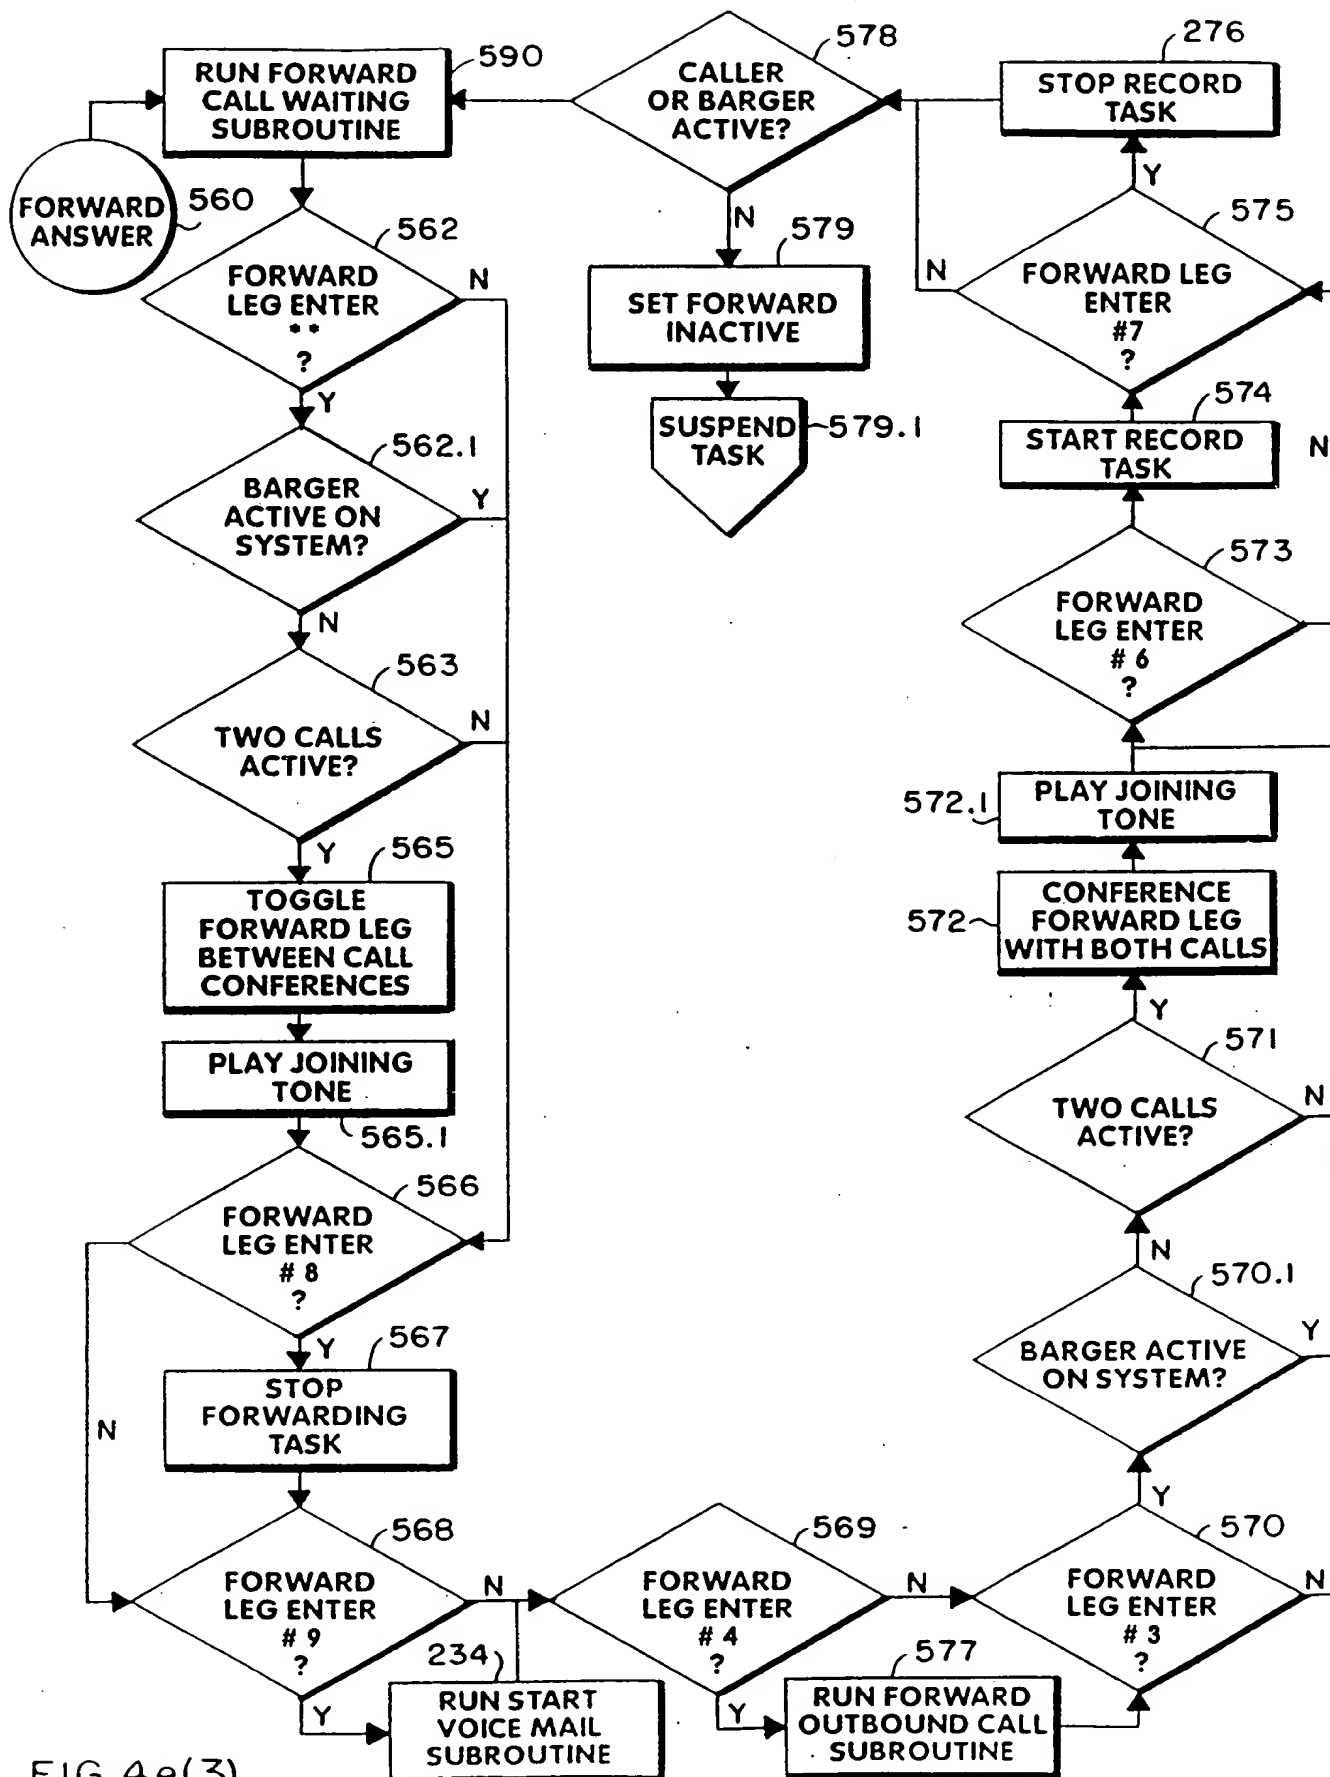 RUN FORWARD
CALL WAITING
SUBROUTINE
590
FORWARD
ANSWER
560
562
FORWARD
LEG ENTER
**
?
N
Y
562.1
BARGER
ACTIVE ON
SYSTEM?
Y
N
563
TWO CALLS
ACTIVE?
N
Y
565
TOGGLE
FORWARD LEG
BETWEEN CALL
CONFERENCES
PLAY JOINING
TONE
565.1
566
FORWARD
LEG ENTER
#8
?
N
Y
567
STOP
FORWARDING
TASK
568
FORWARD
LEG ENTER
#9
?
N
Y
234
RUN START
VOICE MAIL
SUBROUTINE
569
FORWARD
LEG ENTER
#4
?
N
Y
577
RUN FORWARD
OUTBOUND CALL
SUBROUTINE
570
FORWARD
LEG ENTER
#3
?
N
Y
570.1
BARGER ACTIVE
ON SYSTEM?
Y
N
571
TWO CALLS
ACTIVE?
N
Y
572
CONFERENCE
FORWARD LEG
WITH BOTH CALLS
572.1
PLAY JOINING
TONE
573
FORWARD
LEG ENTER
#6
?
N
574
START RECORD
TASK
575
FORWARD LEG
ENTER
#7
?
N
Y
276
STOP RECORD
TASK
578
CALLER
OR BARGER
ACTIVE?
N
579
SET FORWARD
INACTIVE
SUSPEND
TASK
579.1
FIG. 4e(3)